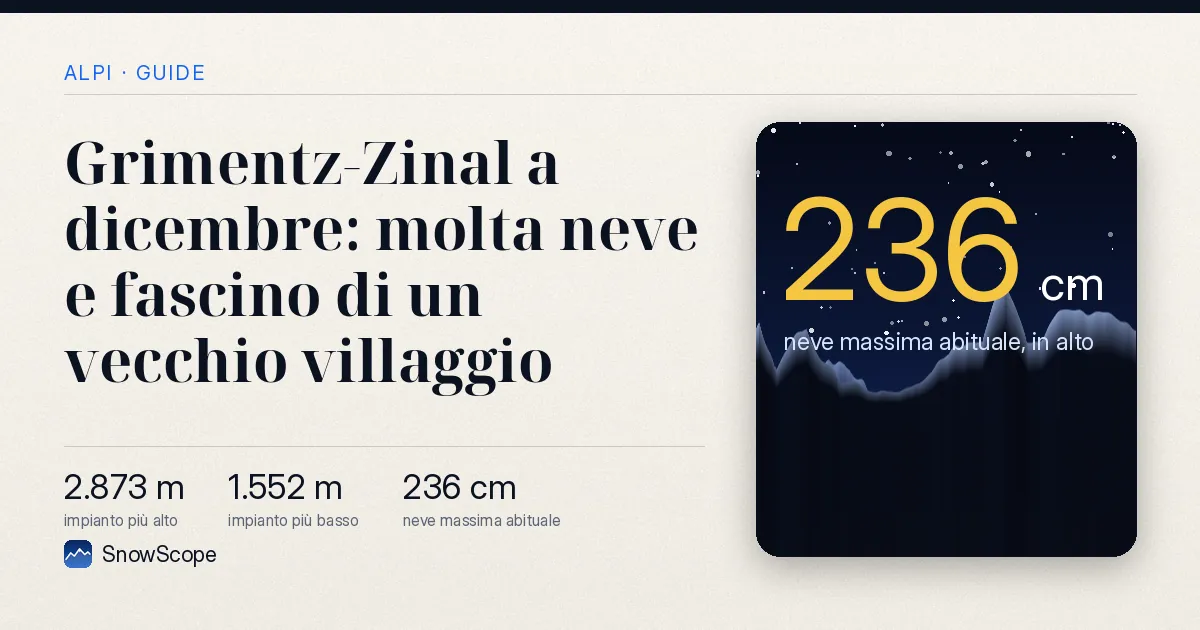 ALPI · GUIDE
Grimentz-Zinal a
dicembre: molta neve
e fascino di un
vecchio villaggio
236 cm
neve massima abituale, in alto
2.873 m
impianto più alto
1.552 m
impianto più basso
236 cm
neve massima abituale
SnowScope